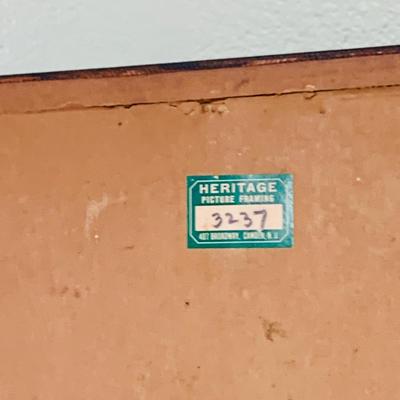 HERITAGE
PICTURE FRAMING
3237
407 BROADWAY, CAMDEN, N. J.